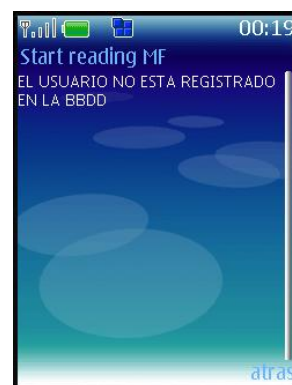 00:19
Start reading MF
EL USUARIO NO ESTA REGISTRADO
EN LA BBDD
atras